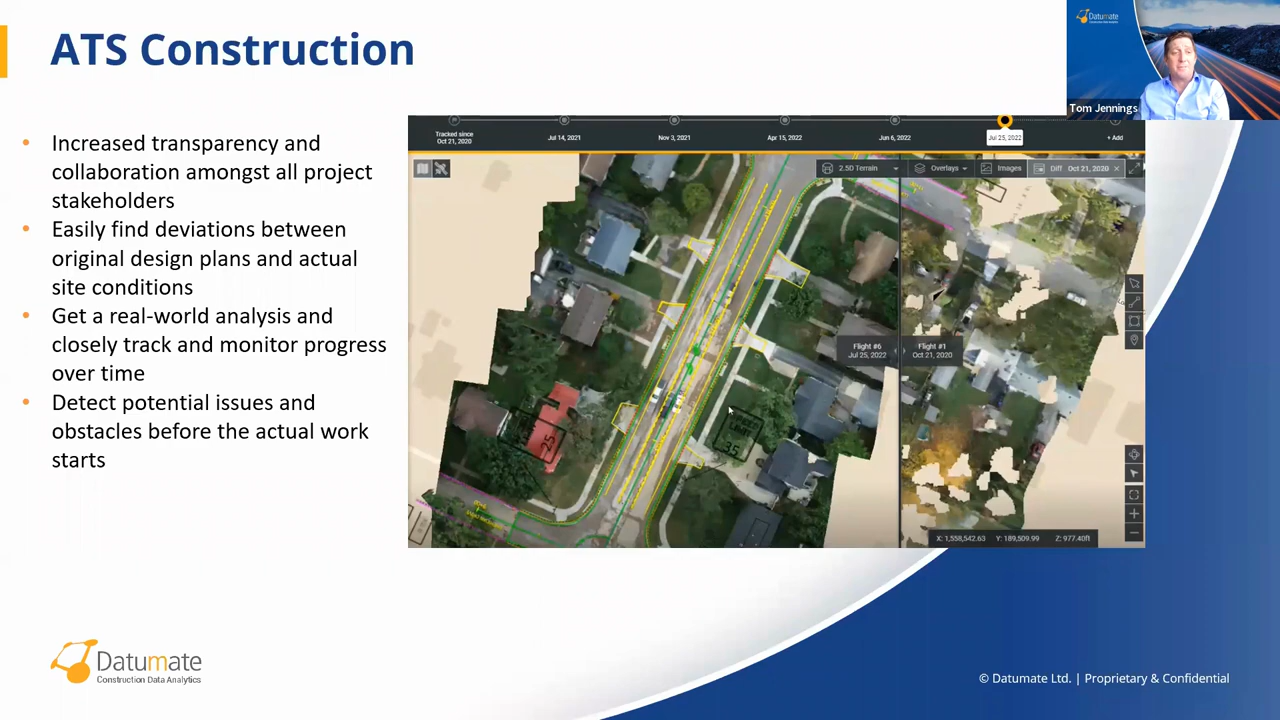 ATS Construction
Datumate
Tom Jennings
• Increased transparency and
collaboration amongst all project
stakeholders
• Easily find deviations between
original design plans and actual
site conditions
• Get a real-world analysis and
closely track and monitor progress
over time
• Detect potential issues and
obstacles before the actual work
starts
Tracked since
Oct 21, 2020
Jul 14, 2021
Nov 3, 2021
Apr 15, 2022
Jun 6, 2022
Jul 25, 2022
+ Add
2.5D Terrain
Overlays
Images
Diff Oct 21, 2020
Flight #6
Jul 25, 2022
Flight #1
Oct 21, 2020
25
SPEED
LIMIT
35
X: 1,558,542.63 Y: 189,509.99 Z: 977.40ft
Datumate
Construction Data Analytics
© Datumate Ltd. | Proprietary & Confidential